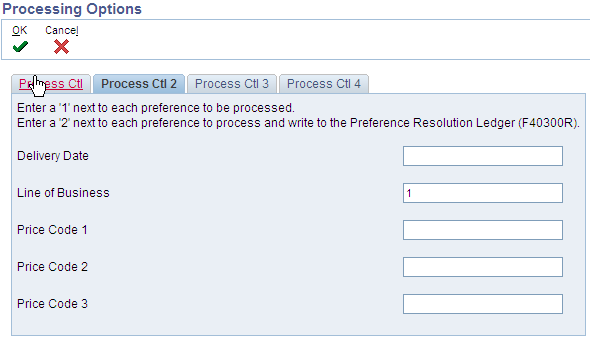 Processing Options
OK Cancel
Process Ctl Process Ctl 2 Process Ctl 3 Process Ctl 4
Enter a '1' next to each preference to be processed.
Enter a '2' next to each preference to process and write to the Preference Resolution Ledger (F40300R).
Delivery Date
Line of Business 1
Price Code 1
Price Code 2
Price Code 3